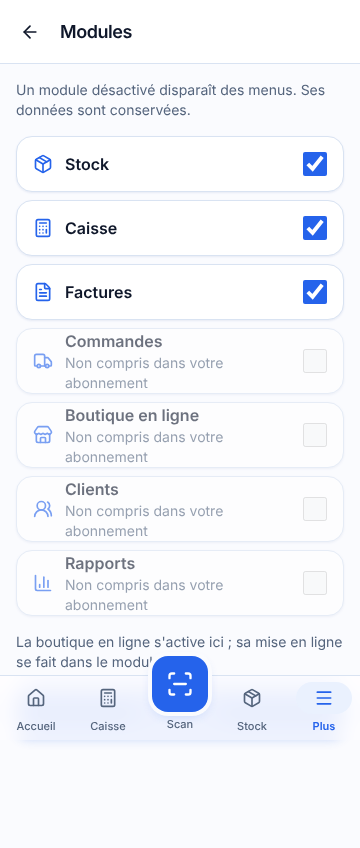 Modules
Un module désactivé disparaît des menus. Ses
données sont conservées.
Stock
Caisse
Factures
Commandes
Non compris dans votre
abonnement
Boutique en ligne
Non compris dans votre
abonnement
Clients
Non compris dans votre
abonnement
Rapports
Non compris dans votre
abonnement
La boutique en ligne s'active ici ; sa mise en ligne
se fait dans le
Accueil
Caisse
Scan
Stock
Plus